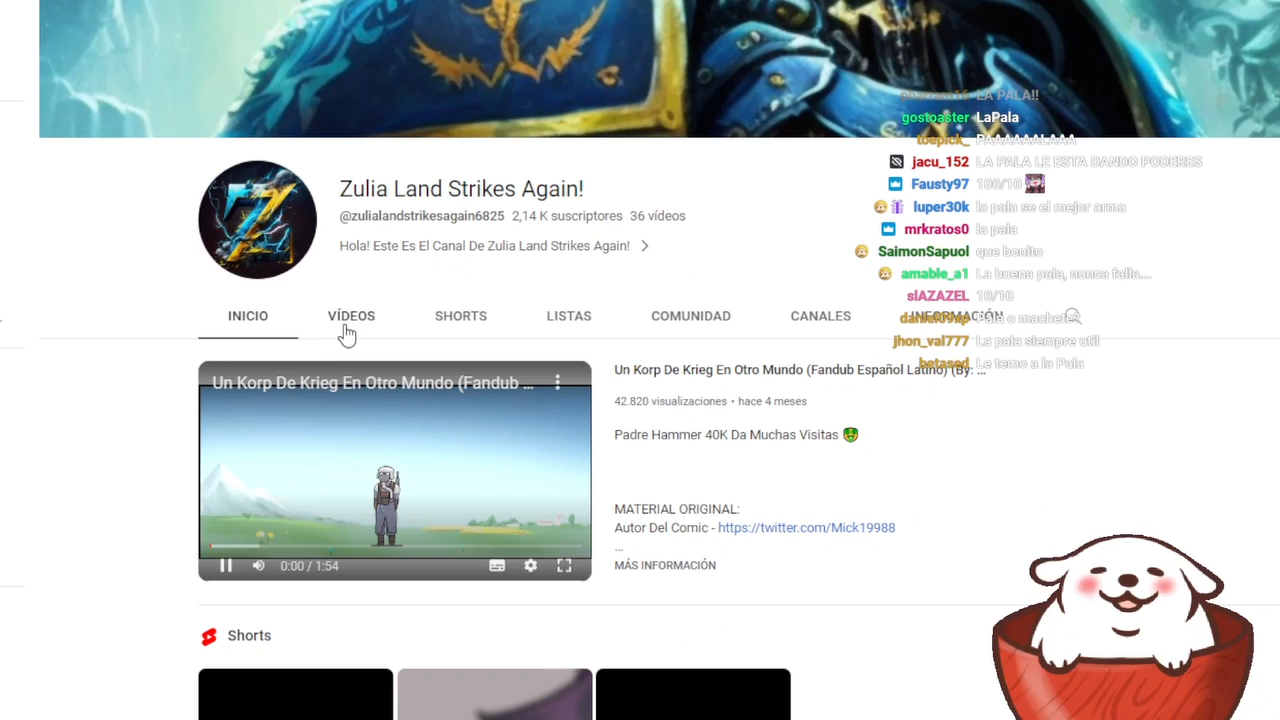 LA PALA!!
gostoaster LaPala
toepick_ PAAAAAALAAA
jacu_152 LA PALA LE ESTA DANDO PODERES
Zulia Land Strikes Again!
Fausty97 100/10
@zulialandstrikesagain6825 2,14 K suscriptores 36 vídeos
luper30k la pala se el mejor arma
mrkratos0 la pala
Hola! Este Es El Canal De Zulia Land Strikes Again!
SaimonSapuol que bonito
amable_a1 La buena pala, nunca falla...
slAZAZEL 10/10
INICIO VÍDEOS SHORTS LISTAS COMUNIDAD CANALES INFORMACIÓN
Pala o machete?
jhon_val777 La pala siempre util
betased Le temo a la Pala
Un Korp De Krieg En Otro Mundo (Fandub ...
Un Korp De Krieg En Otro Mundo (Fandub Español Latino) (By: ...
42.820 visualizaciones • hace 4 meses
Padre Hammer 40K Da Muchas Visitas
MATERIAL ORIGINAL:
Autor Del Comic - https://twitter.com/Mick19988
...
MÁS INFORMACIÓN
0:00 / 1:54
Shorts